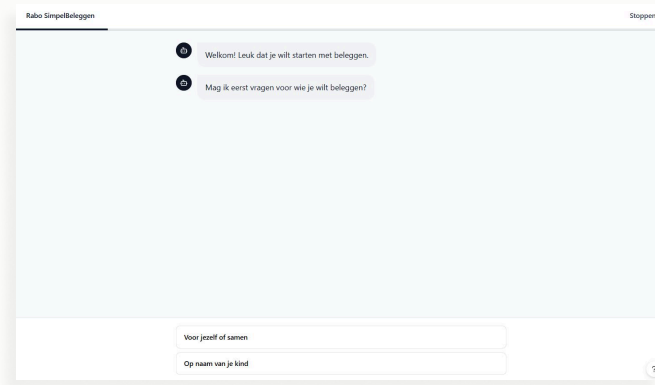 Rabo SimpelBeleggen
Stoppen
Welkom! Leuk dat je wilt starten met beleggen.
Mag ik eerst vragen voor wie je wilt beleggen?
Voor jezelf of samen
Op naam van je kind
?